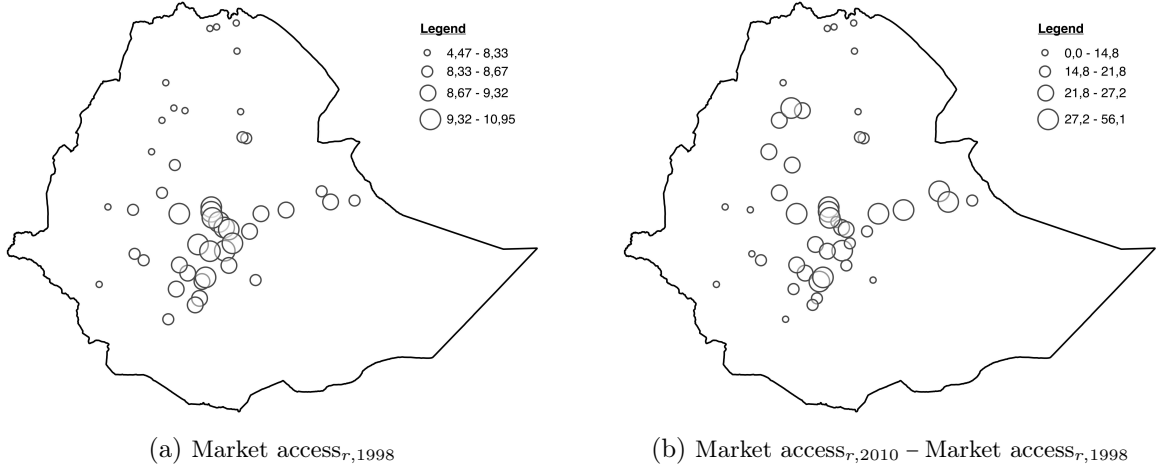 Legend
4,47 - 8,33
8,33 - 8,67
8,67 - 9,32
9,32 - 10,95
Legend
0,0 - 14,8
14,8 - 21,8
21,8 - 27,2
27,2 - 56,1
(a) Market access r,1998
(b) Market access r,2010 – Market access r,1998